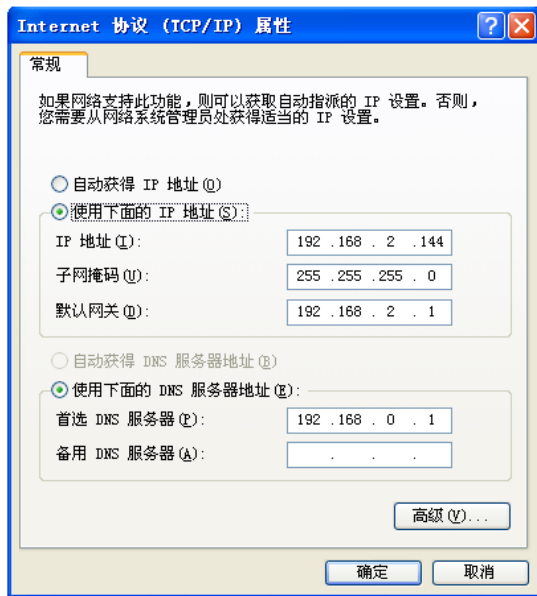 Internet 协议 (TCP/IP) 属性
常规
如果网络支持此功能,则可以获取自动指派的 IP 设置。否则,
您需要从网络系统管理员处获得适当的 IP 设置。
自动获得 IP 地址(O)
使用下面的 IP 地址(S):
IP 地址(I): 192 .168 . 2 .144
子网掩码(U): 255 .255 .255 . 0
默认网关(D): 192 .168 . 2 . 1
自动获得 DNS 服务器地址(B)
使用下面的 DNS 服务器地址(E):
首选 DNS 服务器(P): 192 .168 . 0 . 1
备用 DNS 服务器(A): . . .
高级(V)...
确定 取消